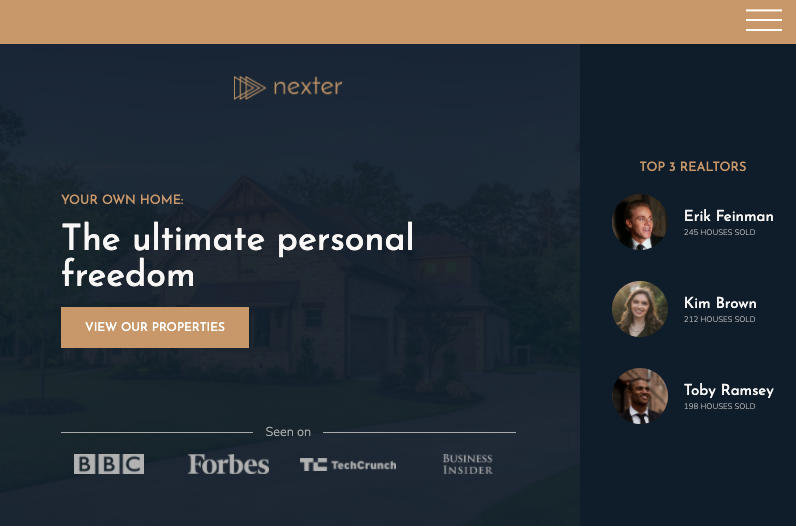 nexter
YOUR OWN HOME:
The ultimate personal
freedom
VIEW OUR PROPERTIES
Seen on
BBC
Forbes
TC TechCrunch
BUSINESS
INSIDER
TOP 3 REALTORS
Erik Feinman
245 HOUSES SOLD
Kim Brown
212 HOUSES SOLD
Toby Ramsey
198 HOUSES SOLD